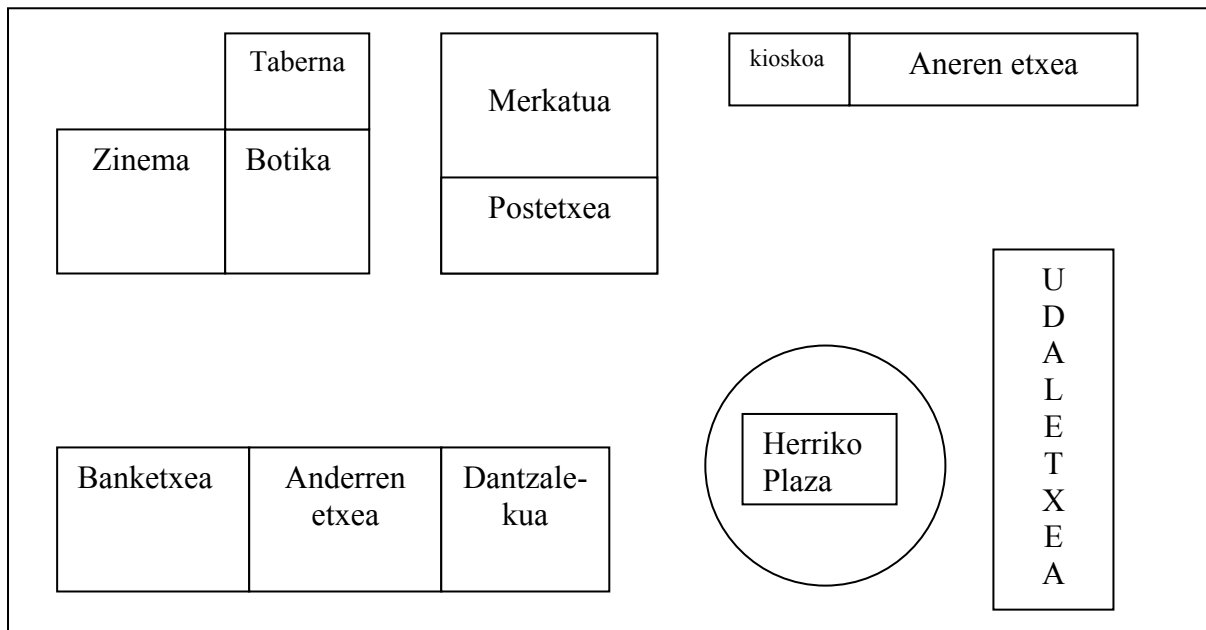 Taberna
Merkatua
kioskoa
Aneren etxea
Zinema
Botika
Postetxea
Banketxea
Anderren
etxea
Dantzale-
kua
Herriko
Plaza
U
D
A
L
E
T
X
E
A